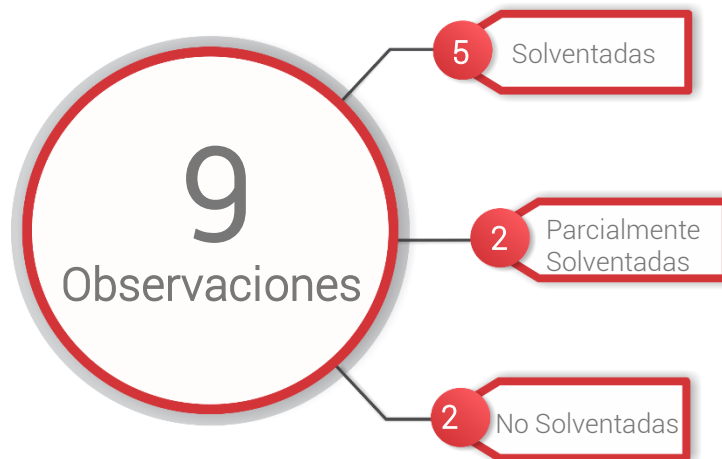 9
Observaciones
5
Solventadas
2
Parcialmente
Solventadas
2
No Solventadas